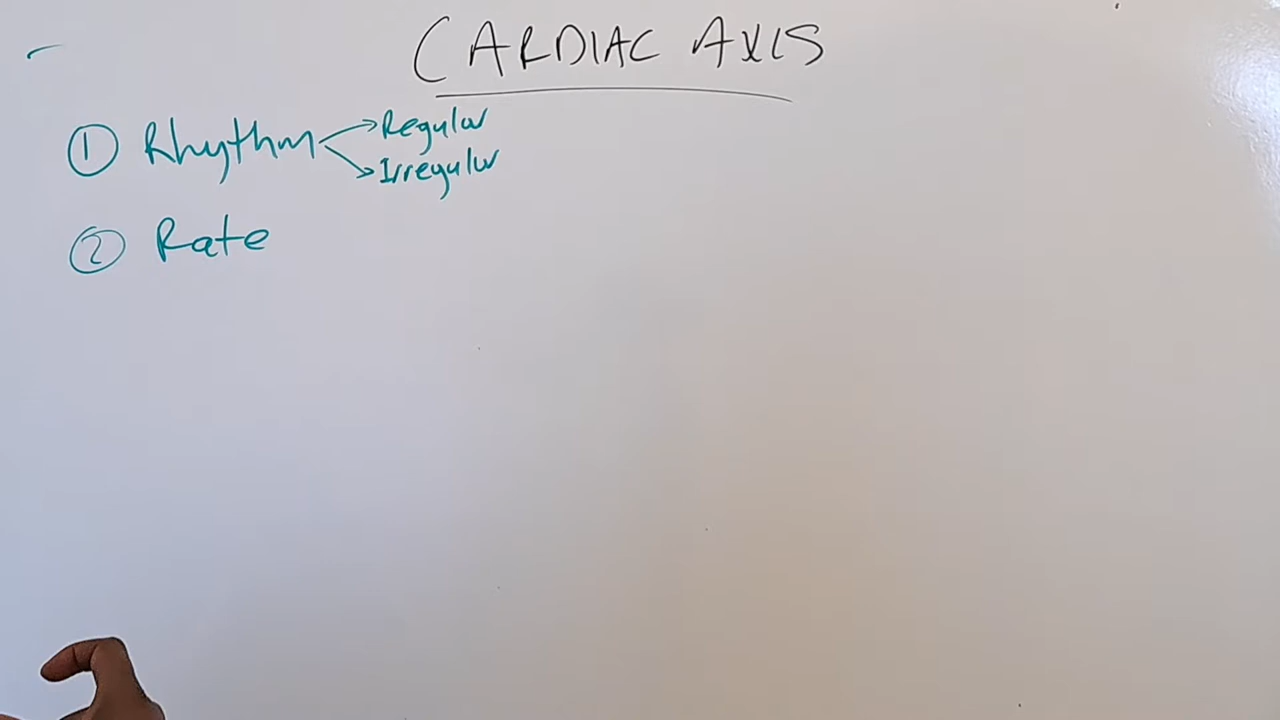 CARDIAC AXIS
① Rhythm → Regular
→ Irregular
② Rate